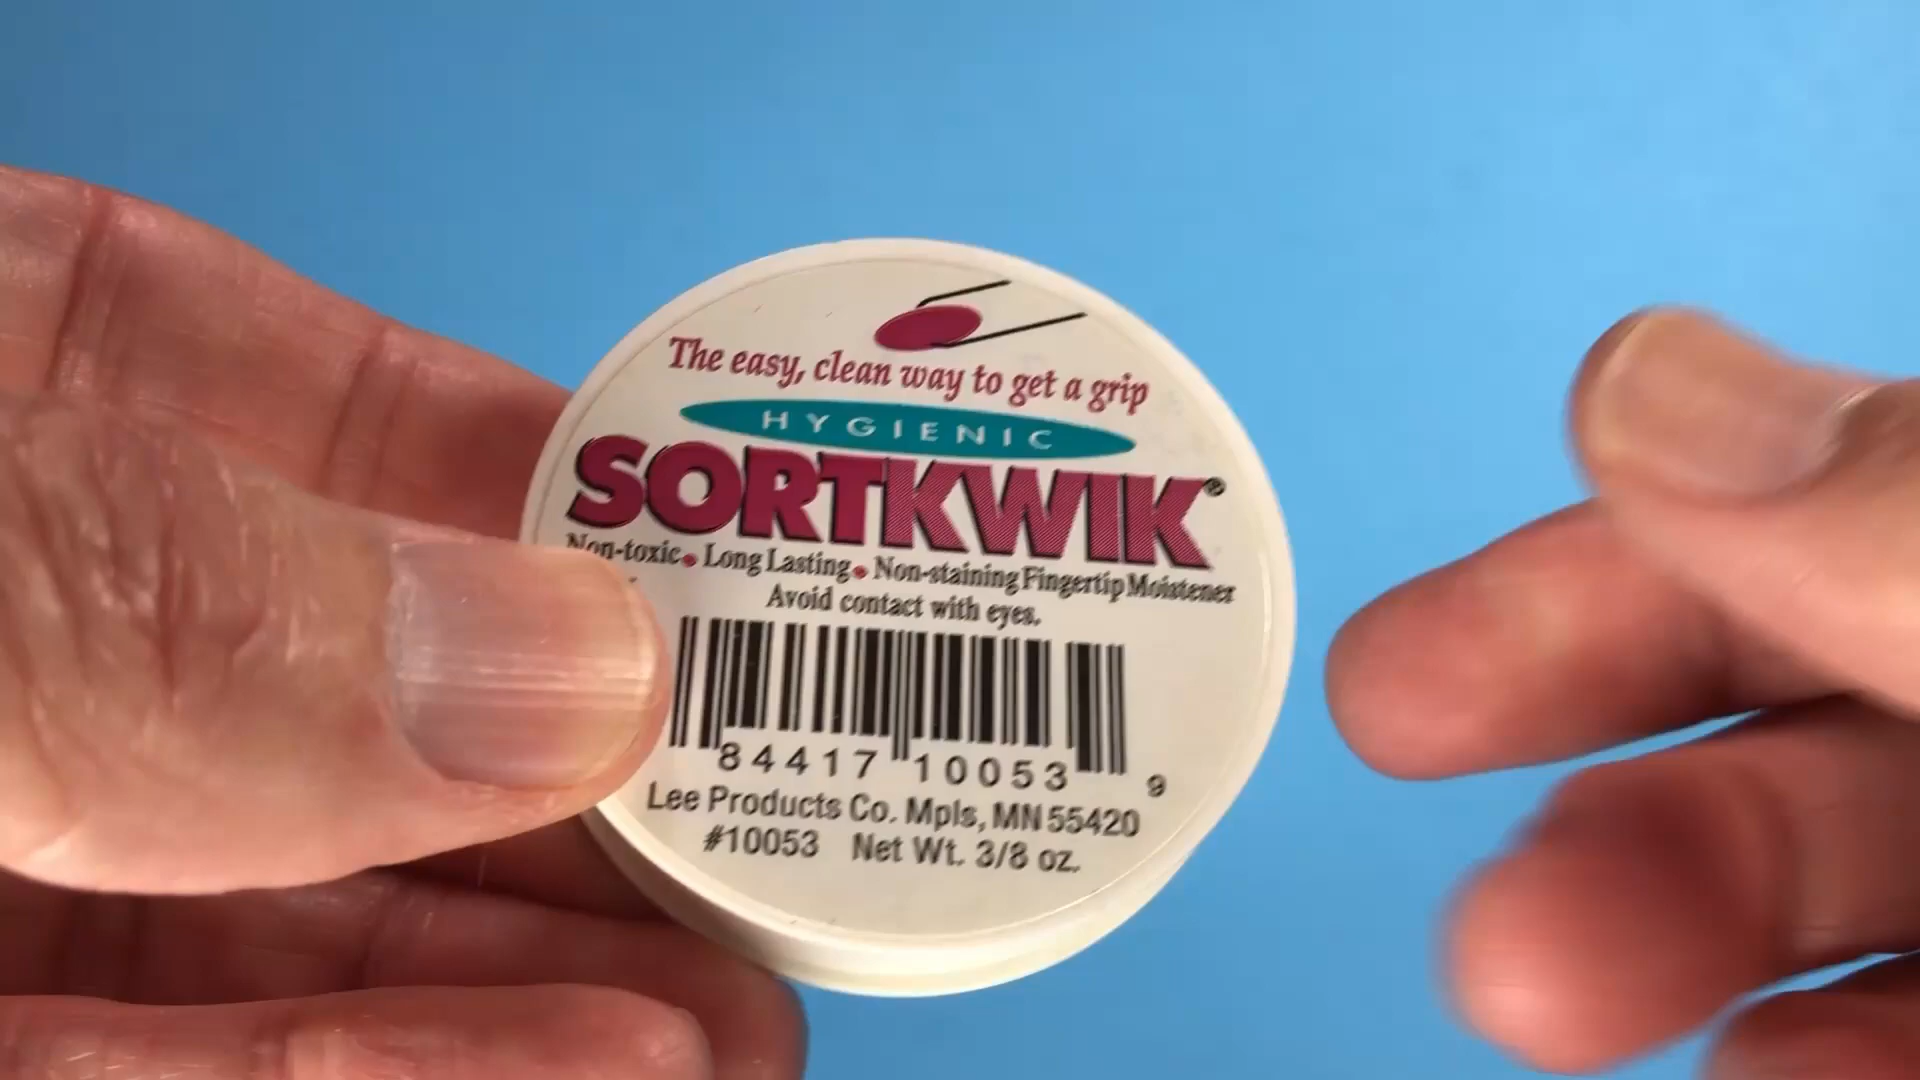 The easy, clean way to get a grip
HYGIENIC
SORTKWIK®
Non-toxic • Long Lasting • Non-staining Fingertip Moistener
Avoid contact with eyes.
84417 10053 9
Lee Products Co. Mpls, MN 55420
#10053 Net Wt. 3/8 oz.